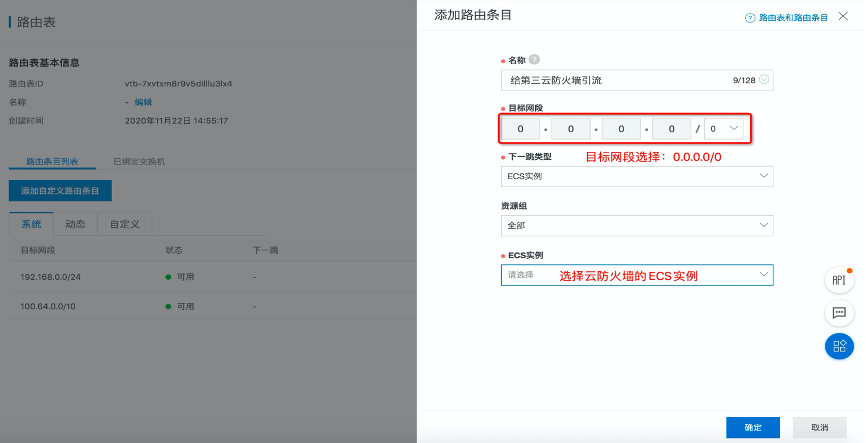 路由表
路由表基本信息
路由表ID
vtb-7xvtxm8r9v5dilllu3lx4
名称
- 编辑
创建时间
2020年11月22日 14:55:17
路由条目列表
已绑定交换机
添加自定义路由条目
系统
动态
自定义
目标网段
状态
下一跳
192.168.0.0/24
可用
-
100.64.0.0/10
可用
-
添加路由条目
? 路由表和路由条目
名称 ?
给第三云防火墙引流
9/128
目标网段
0 . 0 . 0 . 0 / 0
下一跳类型
目标网段选择：0.0.0.0/0
ECS实例
资源组
全部
ECS实例
请选择
选择云防火墙的ECS实例
API
确定
取消